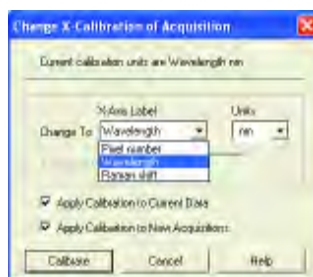 Change X-Calibration of Acquisition
Current calibration units are Wavelength nm
X-Axis Label Units
Change To Wavelength nm
Pixel number
Wavelength
Raman shift
Apply Calibration to Current Data
Apply Calibration to New Acquisitions
Calibrate Cancel Help